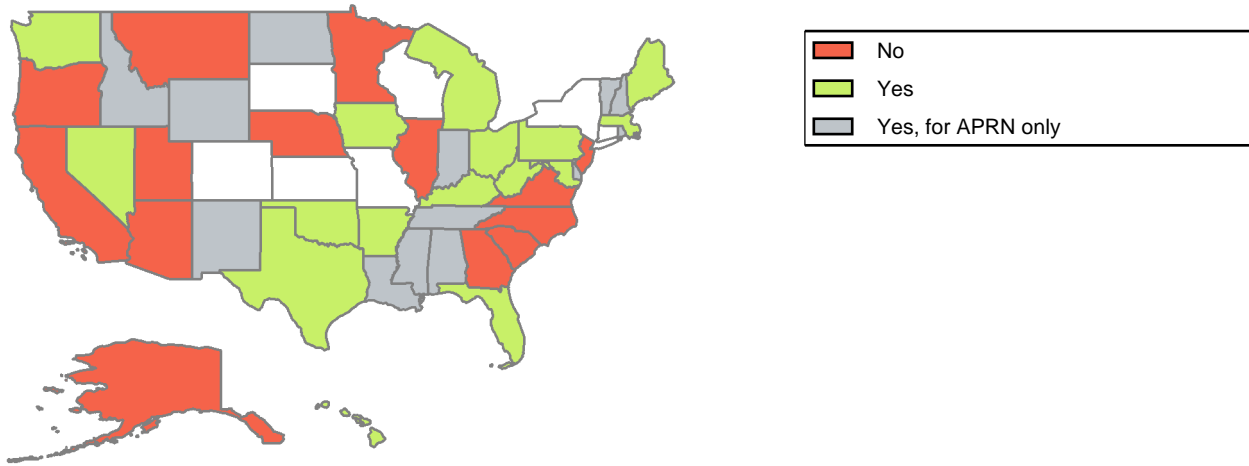 No
Yes
Yes, for APRN only